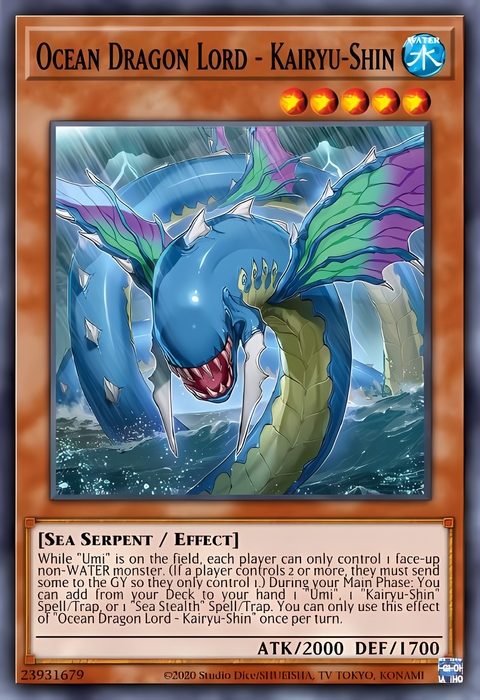 OCEAN DRAGON LORD - KAIRYU-SHIN
WATER
水
[SEA SERPENT / EFFECT]
While "Umi" is on the field, each player can only control 1 face-up
non-WATER monster. (If a player controls 2 or more, they must send
some to the GY so they only control 1.) During your Main Phase: You
can add from your Deck to your hand 1 "Umi", 1 "Kairyu-Shin"
Spell/Trap, or 1 "Sea Stealth" Spell/Trap. You can only use this effect
of "Ocean Dragon Lord - Kairyu-Shin" once per turn.
ATK/2000 DEF/1700
23931679
©2020 Studio Dice/SHUEISHA, TV TOKYO, KONAMI